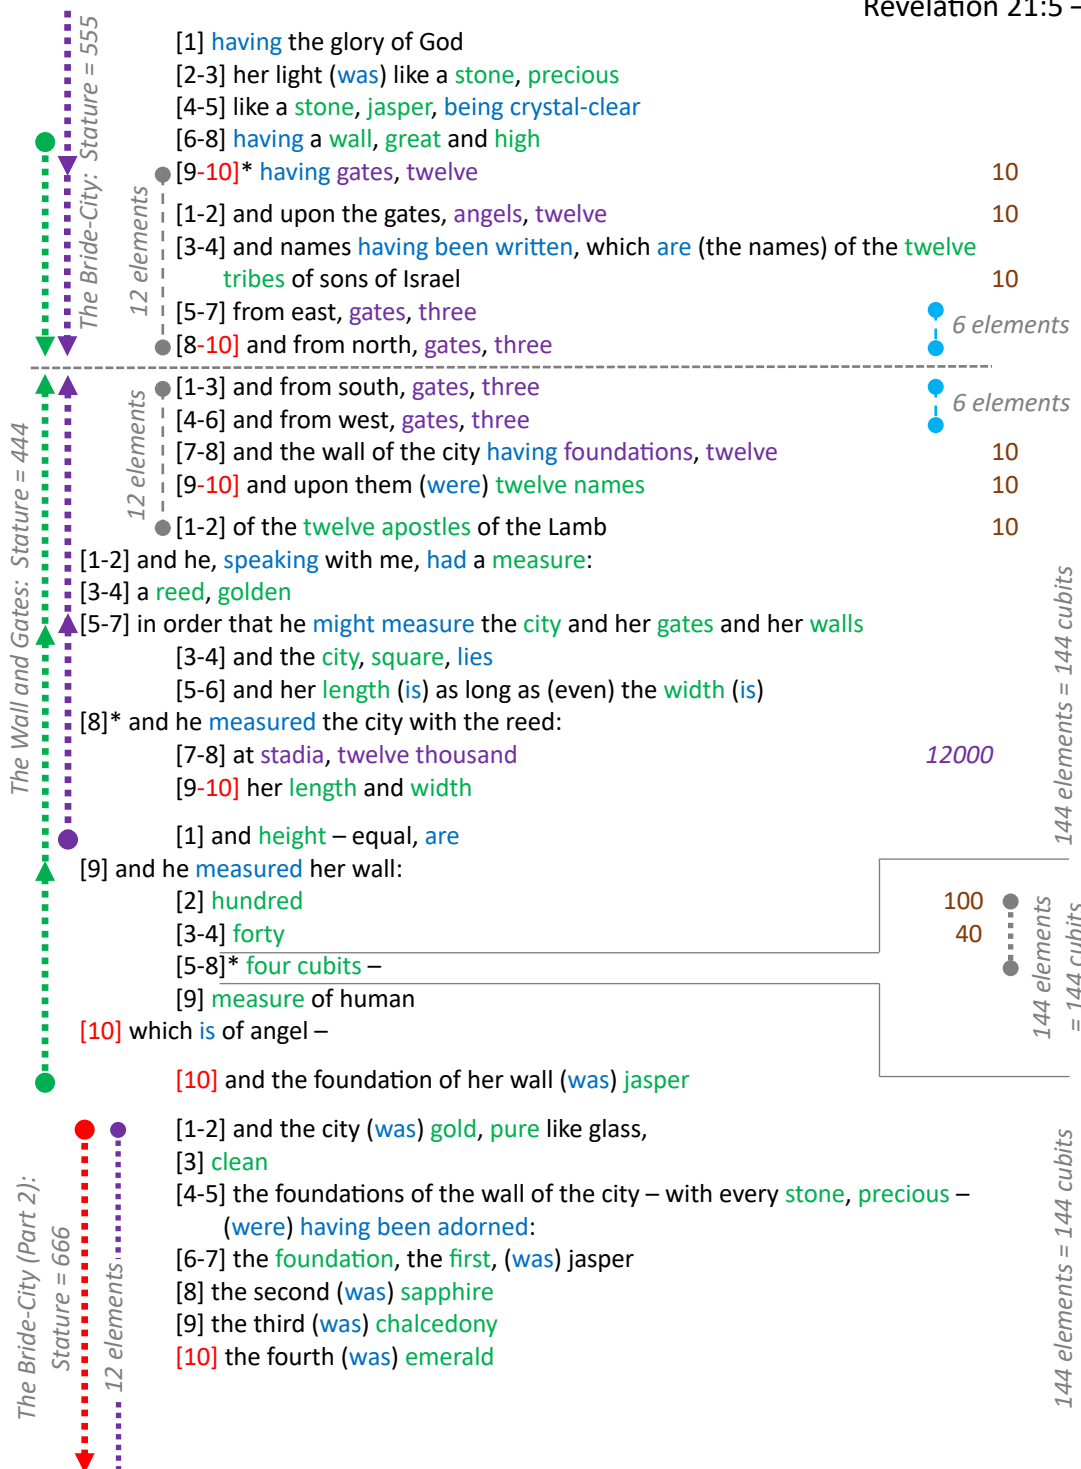 Revelation 21:5 –
[1] having the glory of God
[2-3] her light (was) like a stone, precious
[4-5] like a stone, jasper, being crystal-clear
[6-8] having a wall, great and high
[9-10]* having gates, twelve 10
[1-2] and upon the gates, angels, twelve 10
[3-4] and names having been written, which are (the names) of the twelve
tribes of sons of Israel 10
[5-7] from east, gates, three
6 elements
[8-10] and from north, gates, three
The Bride-City: Stature = 555
12 elements
[1-3] and from south, gates, three
6 elements
[4-6] and from west, gates, three
[7-8] and the wall of the city having foundations, twelve 10
[9-10] and upon them (were) twelve names 10
[1-2] of the twelve apostles of the Lamb 10
12 elements
[1-2] and he, speaking with me, had a measure:
[3-4] a reed, golden
[5-7] in order that he might measure the city and her gates and her walls
[3-4] and the city, square, lies
[5-6] and her length (is) as long as (even) the width (is)
[8]* and he measured the city with the reed:
[7-8] at stadia, twelve thousand 12000
[9-10] her length and width
[1] and height – equal, are
The Wall and Gates: Stature = 444
144 elements = 144 cubits
[9] and he measured her wall:
[2] hundred 100
[3-4] forty 40
[5-8]* four cubits –
[9] measure of human
[10] which is of angel –
[10] and the foundation of her wall (was) jasper
144 elements
= 144 cubits
[1-2] and the city (was) gold, pure like glass,
[3] clean
[4-5] the foundations of the wall of the city – with every stone, precious –
(were) having been adorned:
[6-7] the foundation, the first, (was) jasper
[8] the second (was) sapphire
[9] the third (was) chalcedony
[10] the fourth (was) emerald
The Bride-City (Part 2):
Stature = 666
12 elements
144 elements = 144 cubits